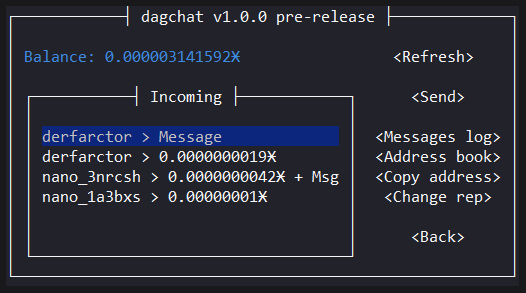 dagchat v1.0.0 pre-release
Balance: 0.000003141592Ӿ
<Refresh>
Incoming
<Send>
derfarctor > Message
derfarctor > 0.0000000019Ӿ
nano_3nrcsh > 0.0000000042Ӿ + Msg
nano_1a3bxs > 0.00000001Ӿ
<Messages log>
<Address book>
<Copy address>
<Change rep>
<Back>